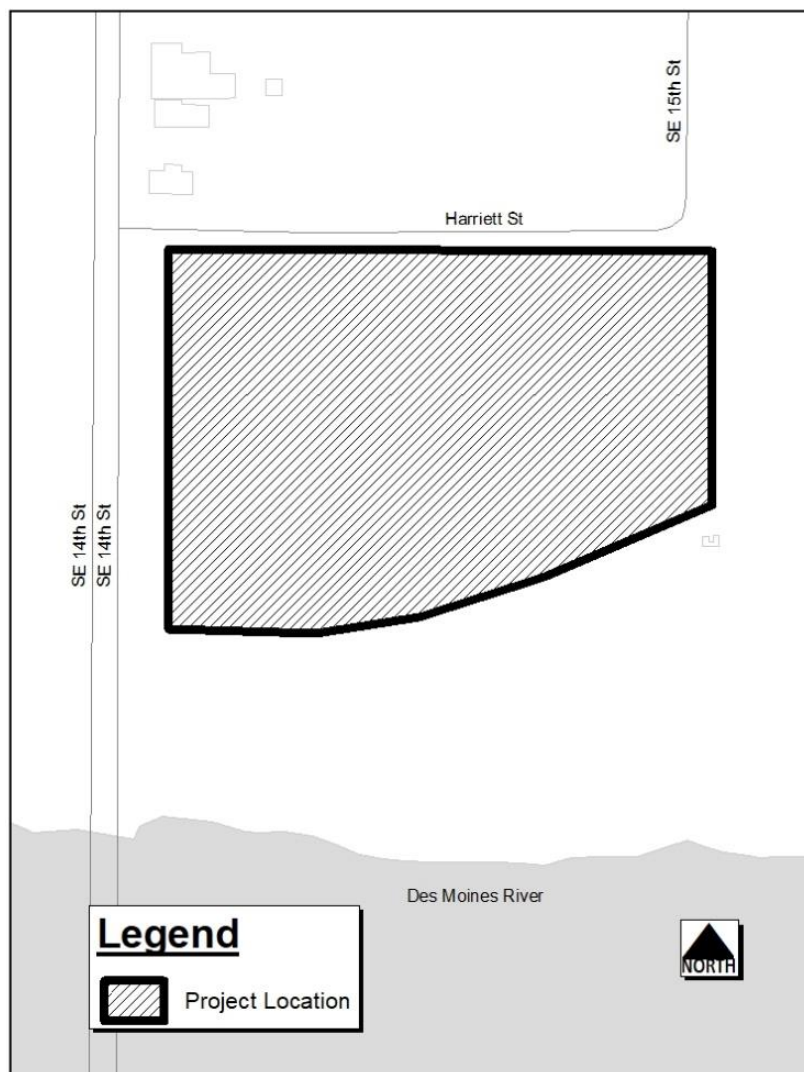 SE 15th St
Harriett St
SE 14th St
SE 14th St
Des Moines River
Legend
Project Location
NORTH